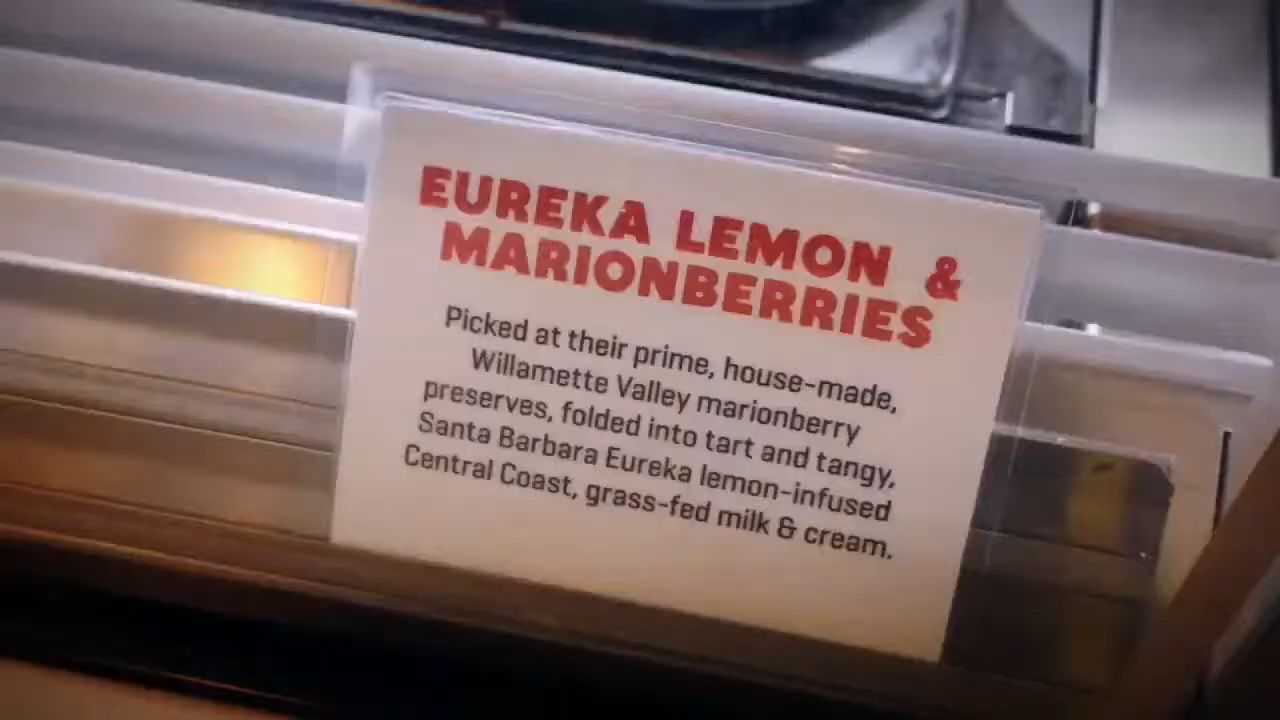 EUREKA LEMON &
MARIONBERRIES
Picked at their prime, house-made,
Willamette Valley marionberry
preserves, folded into tart and tangy,
Santa Barbara Eureka lemon-infused
Central Coast, grass-fed milk & cream.